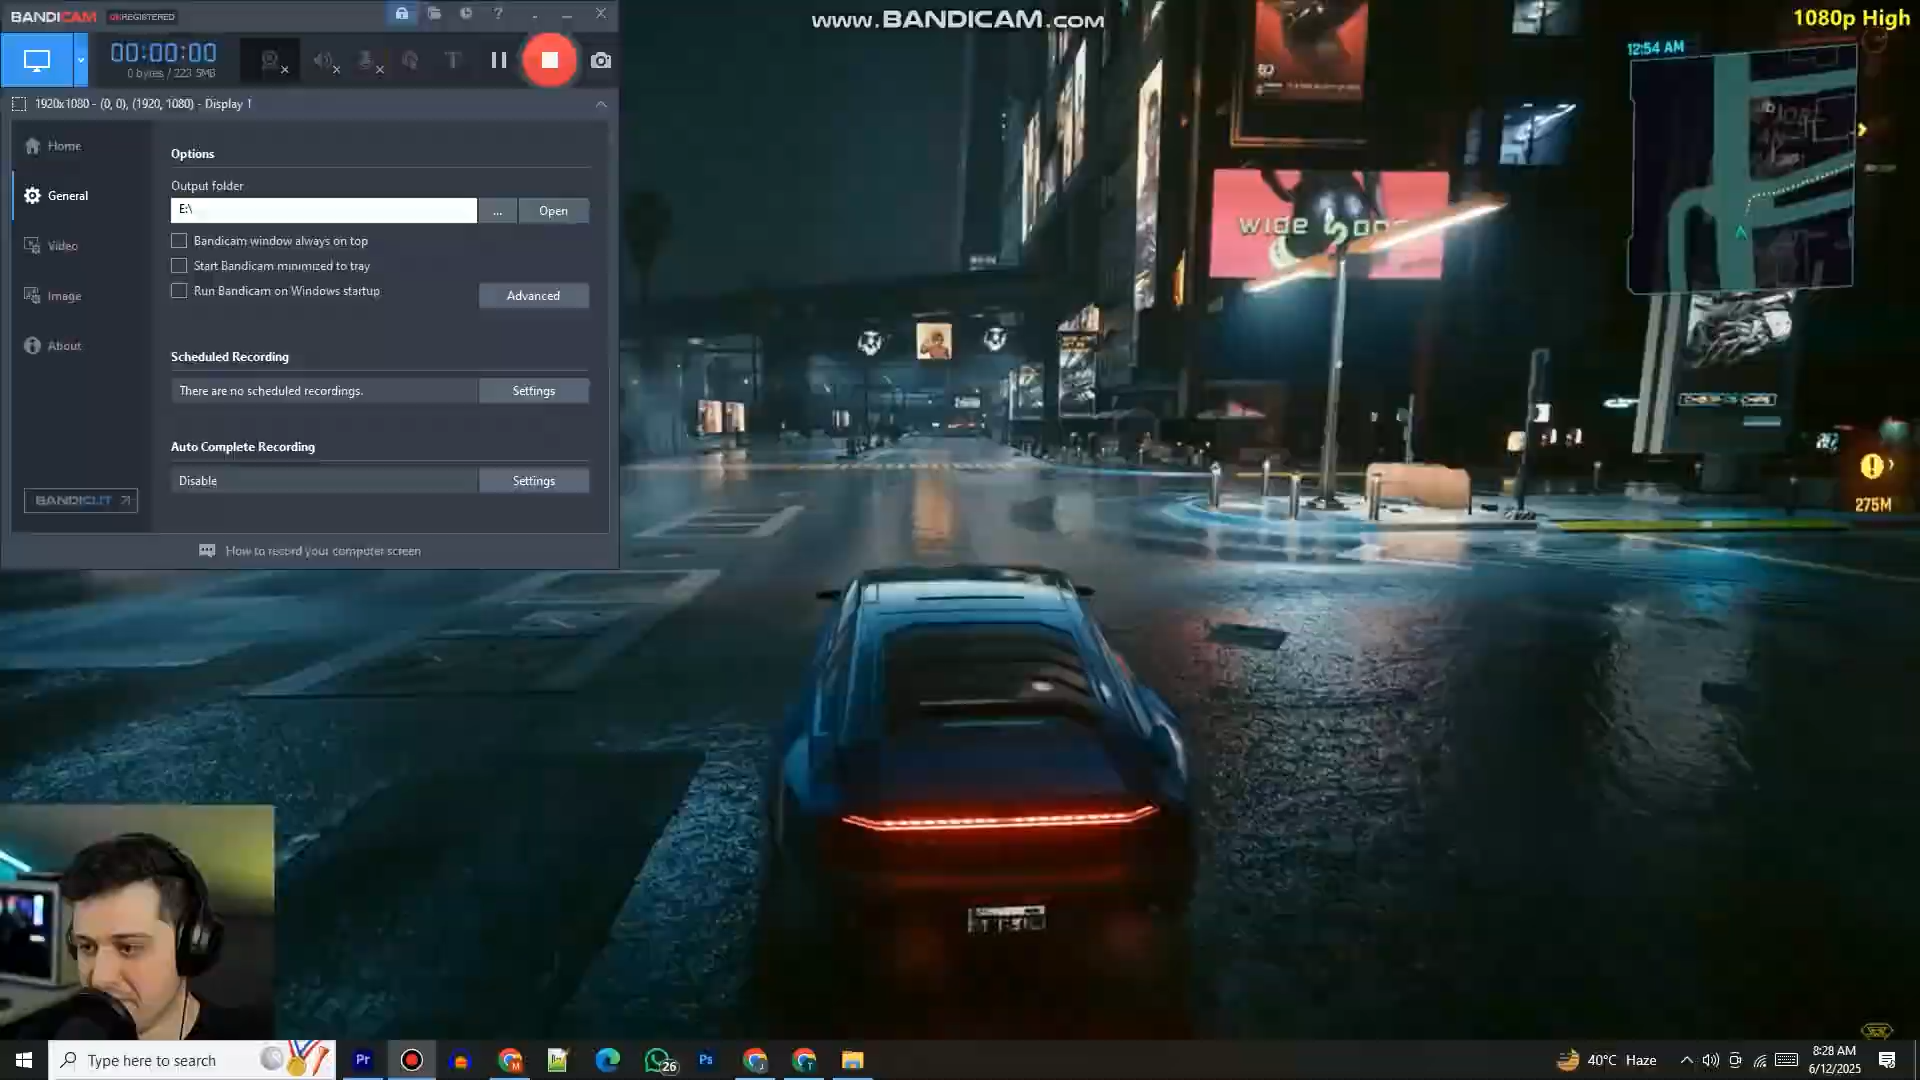 BANDICAM UNREGISTERED
www.BANDICAM.com
1080p High
00:00:00
0 bytes / 223.5MB
1920x1080 - (0, 0), (1920, 1080) - Display 1
12:54 AM
Home
General
Video
Image
About
BANDICUT
Options
Output folder
E:\
...
Open
Bandicam window always on top
Start Bandicam minimized to tray
Run Bandicam on Windows startup
Advanced
Scheduled Recording
There are no scheduled recordings.
Settings
Auto Complete Recording
Disable
Settings
How to record your computer screen
wide
275M
Type here to search
Pr
26
Ps
40°C Haze
8:28 AM
6/12/2025